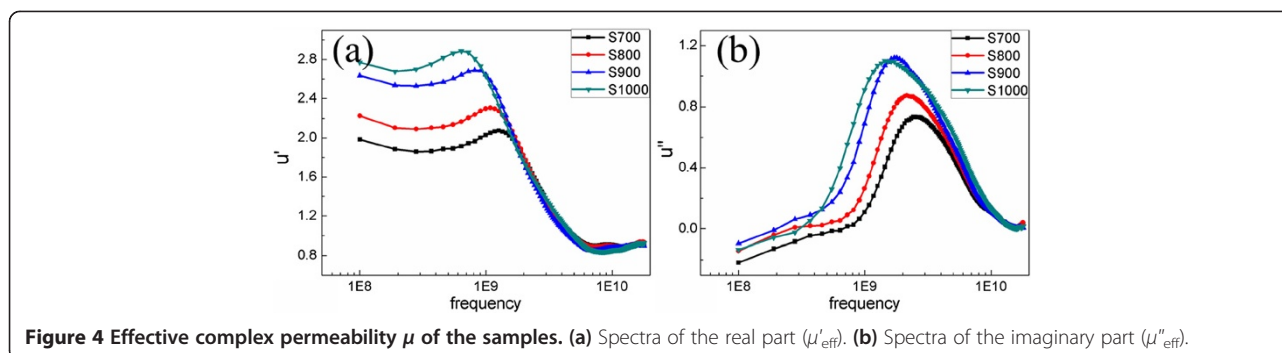 (a)
S700
S800
S900
S1000
2.8
2.4
2.0
1.6
1.2
0.8
u'
1E8
1E9
1E10
frequency
(b)
S700
S800
S900
S1000
1.2
0.8
0.4
0.0
u''
1E8
1E9
1E10
frequency
Figure 4 Effective complex permeability μ of the samples. (a) Spectra of the real part (μ′eff). (b) Spectra of the imaginary part (μ″eff).